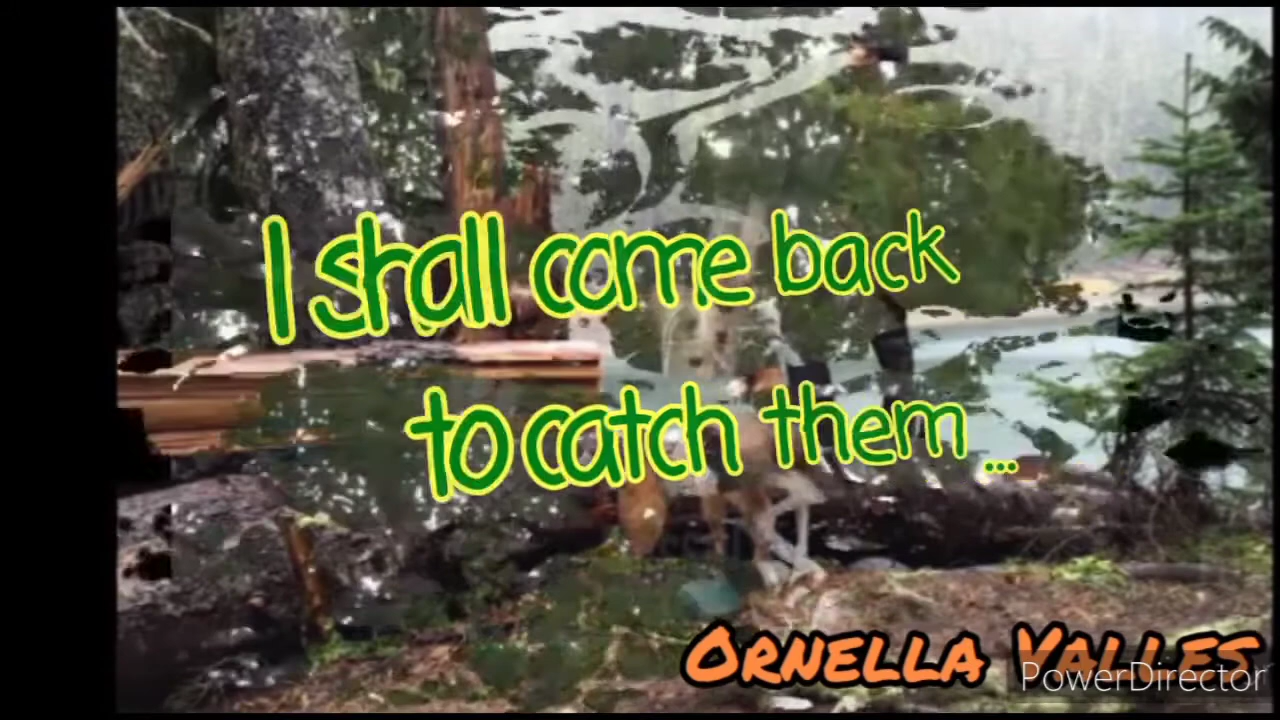 I shall come back
to catch them ...
Ornella Valles
PowerDirector